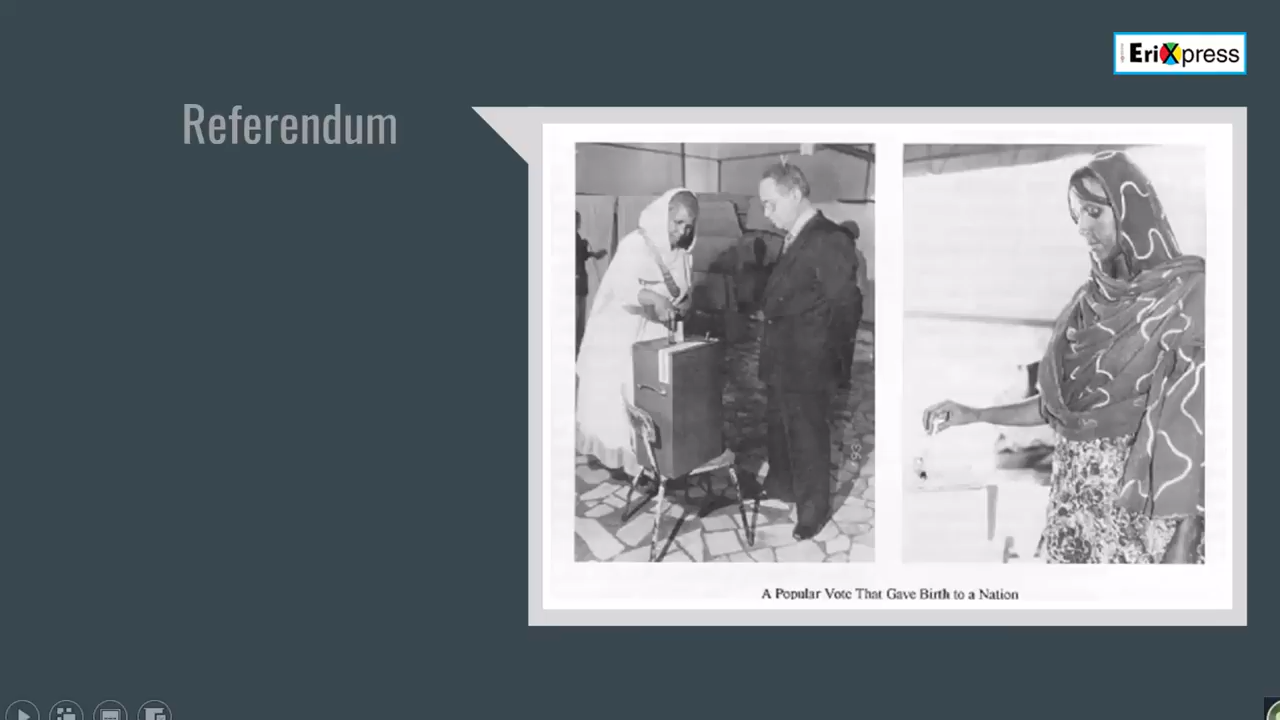 EriXpress
Referendum
A Popular Vote That Gave Birth to a Nation